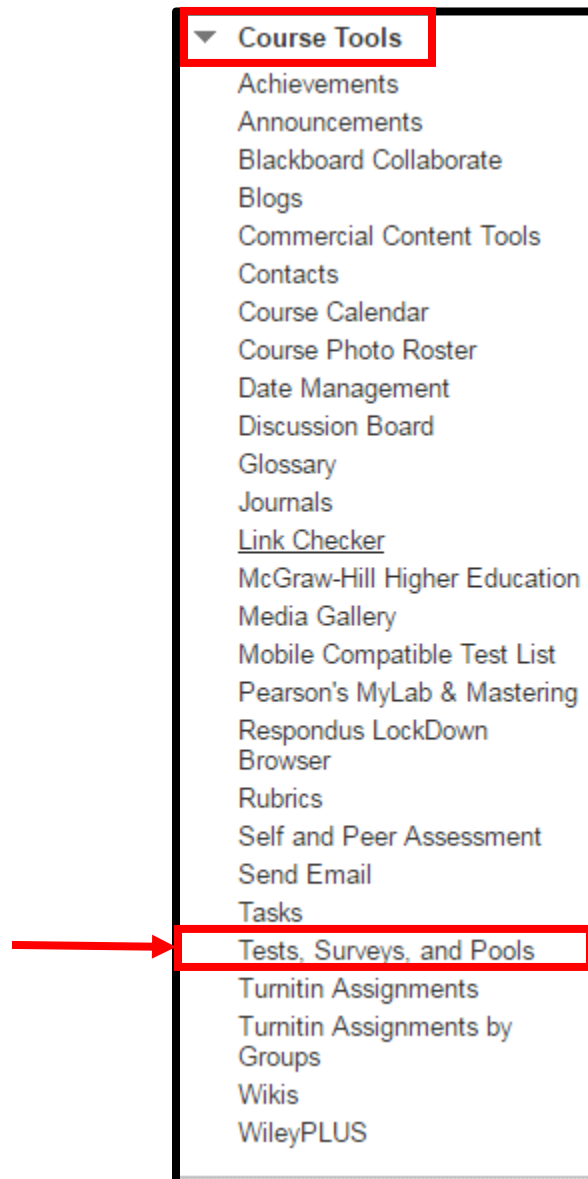 Course Tools
Achievements
Announcements
Blackboard Collaborate
Blogs
Commercial Content Tools
Contacts
Course Calendar
Course Photo Roster
Date Management
Discussion Board
Glossary
Journals
Link Checker
McGraw-Hill Higher Education
Media Gallery
Mobile Compatible Test List
Pearson's MyLab & Mastering
Respondus LockDown
Browser
Rubrics
Self and Peer Assessment
Send Email
Tasks
Tests, Surveys, and Pools
Turnitin Assignments
Turnitin Assignments by
Groups
Wikis
WileyPLUS